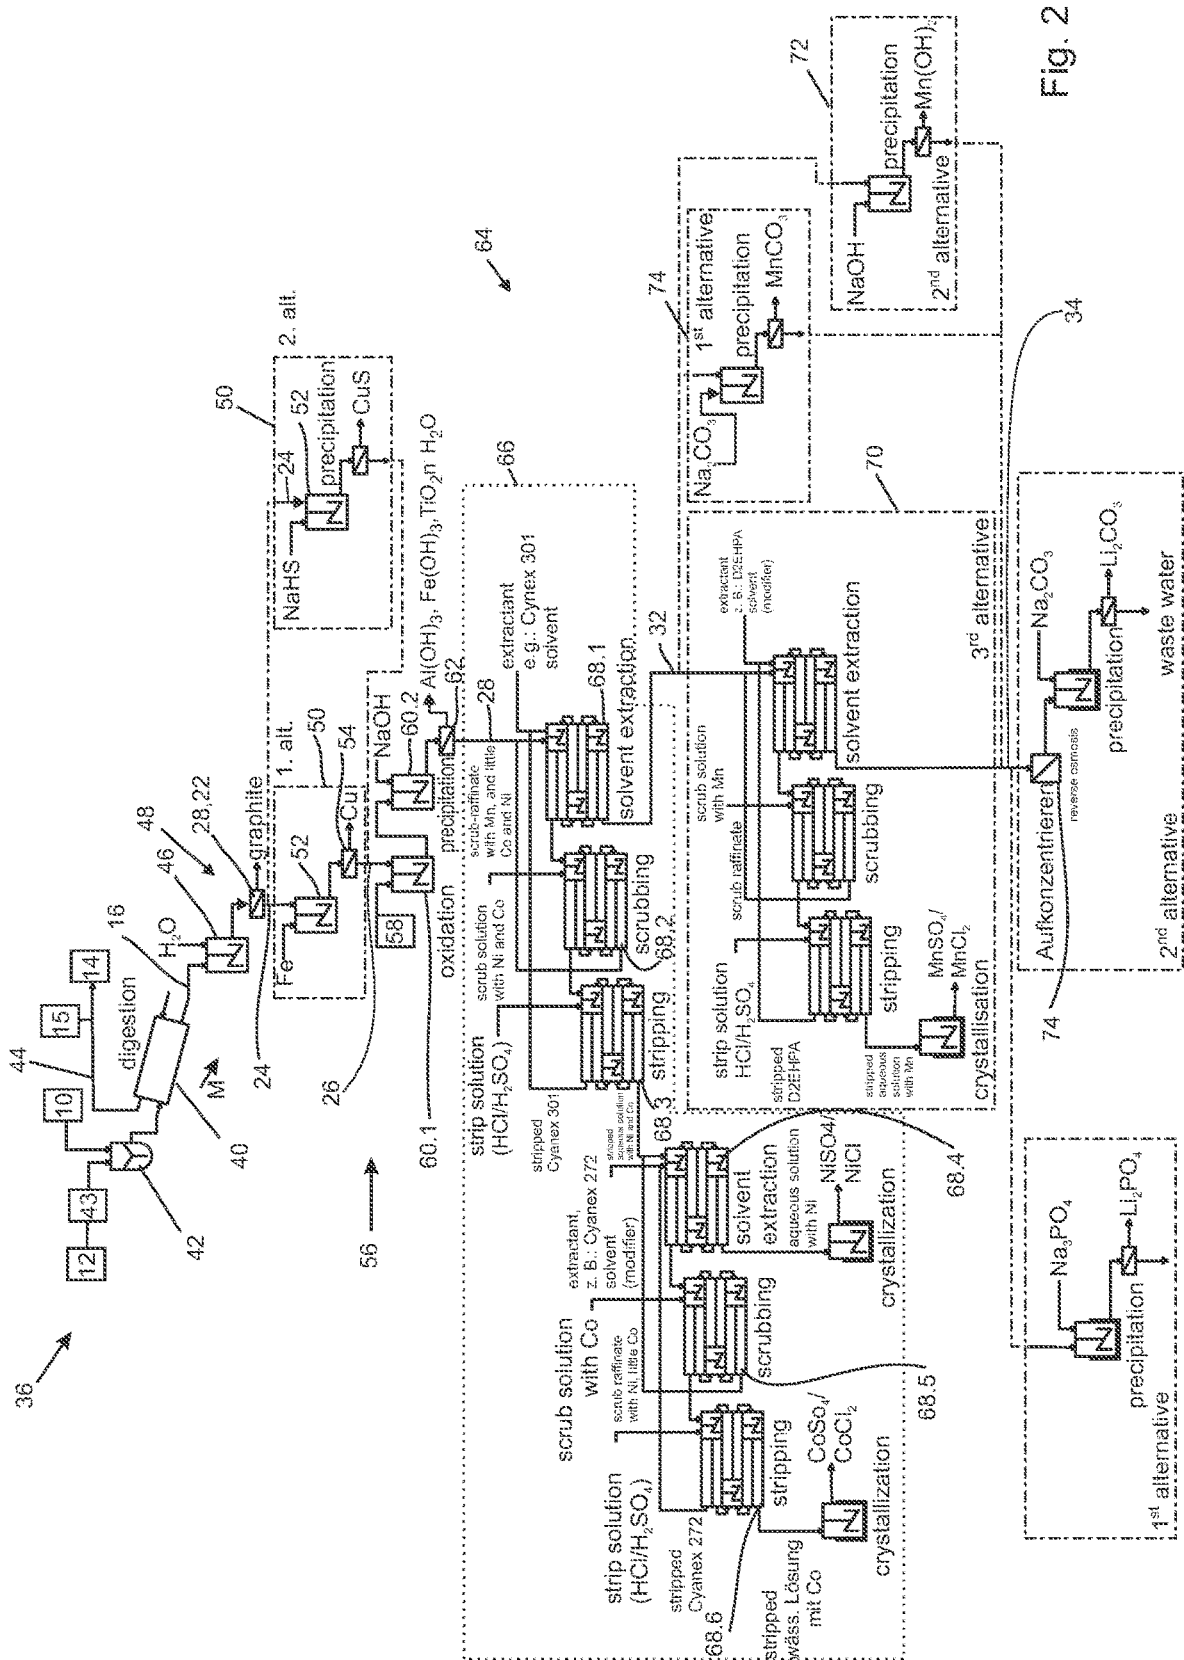 Fig. 2
36
12
43
10
42
40
44
15
14
digestion
M
16
H₂O
46
48
28,22
graphite
24
1. alt.
50
Fe
52
54
CuI
26
56
58
NaOH
60.1
60.2
oxidation
precipitation
62
Al(OH)₃, Fe(OH)₃,TiO₂n H₂O
2. alt.
50
NaHS
24
52
precipitation
CuS
64
66
28
extractant
e.g.: Cynex 301
solvent
scrub-raffinate
with Mn, and little
Co and Ni
68.1
solvent extraction
scrub solution
with Ni and Co
scrubbing
68.2
strip solution
(HCl/H₂SO₄)
stripping
68.3
stripped
Cyanex 301
stripped
aqueous solution
with Ni and Co
extractant,
z. B.: Cyanex 272
solvent
(modifier)
solvent
extraction
68.4
aqueous solution
with Ni
NiSO4/
NiCl
crystallization
scrub solution
with Co
scrub raffinate
with Ni, little Co
scrubbing
68.5
strip solution
(HCl/H₂SO₄)
stripping
stripped
Cyanex 272
68.6
stripped
wäss. Lösung
mit Co
CoSo₄/
CoCl₂
crystallization
32
70
3rd alternative
extractant
z. B.: D2EHPA
solvent
(modifier)
solvent extraction
scrub solution
with Mn
scrub raffinate
scrubbing
strip solution
HCl/H₂SO₄
stripping
stripped
D2EHPA
stripped
aqueous
solution
with Mn
MnSO₄/
MnCl₂
crystallisation
74
1st alternative
Na₂CO₃
precipitation
MnCO₃
72
NaOH
precipitation
Mn(OH)₂
2nd alternative
34
74
Aufkonzentrieren
reverse osmosis
Na₂CO₃
precipitation
Li₂CO₃
waste water
2nd alternative
Na₃PO₄
precipitation
Li₂PO₄
1st alternative